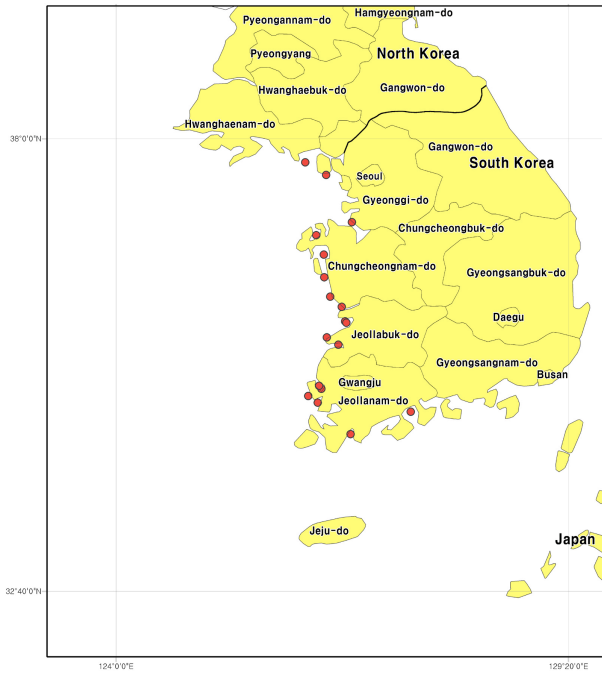 Hamgyeongnam-do
Pyeongannam-do
Pyeongyang
North Korea
Hwanghaebuk-do
Gangwon-do
Hwanghaenam-do
38°0'0"N
Gangwon-do
South Korea
Seoul
Gyeonggi-do
Chungcheongbuk-do
Chungcheongnam-do
Gyeongsangbuk-do
Daegu
Jeollabuk-do
Gyeongsangnam-do
Busan
Gwangju
Jeollanam-do
Jeju-do
Japan
32°40'0"N
124°0'0"E
129°20'0"E